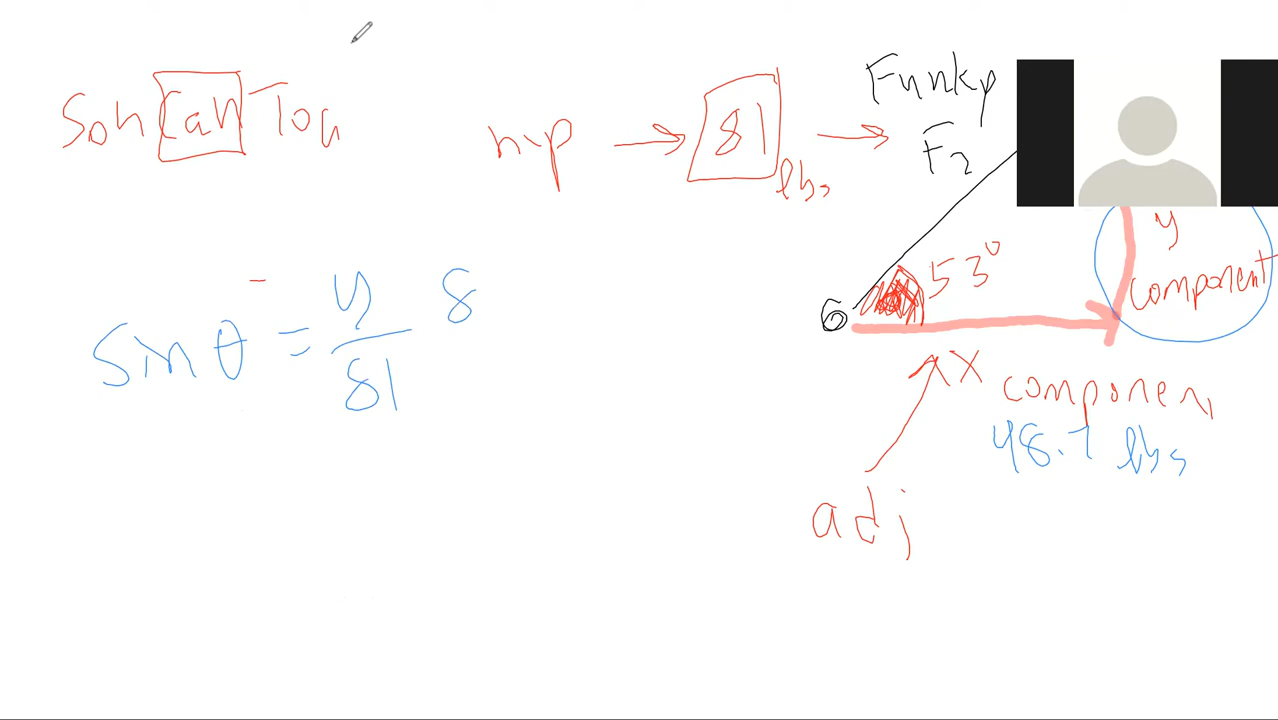 Soh Cah Toa
hyp → 81 lbs →
Funky
F2
53°
y
component
sin θ = y/81 8
x
component
48.7 lbs
adj